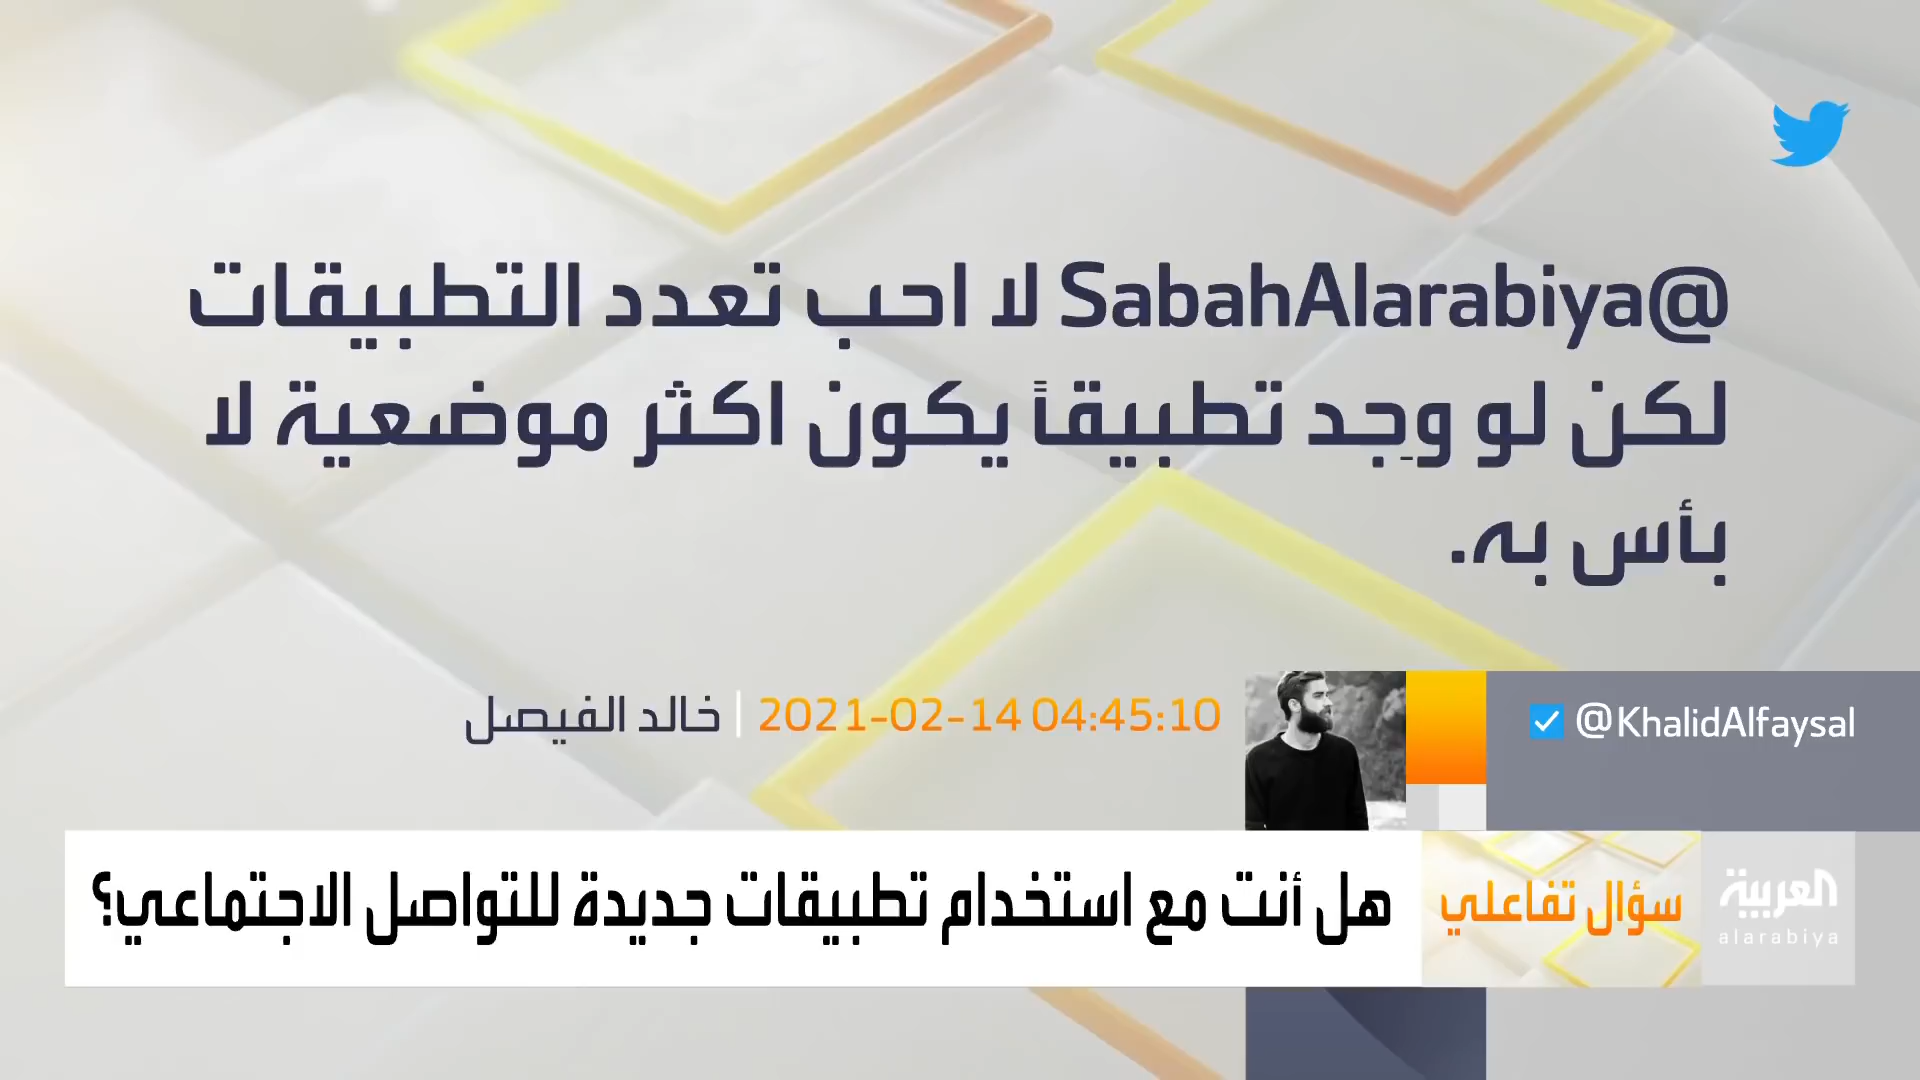 @SabahAlarabiya لا احب تعدد التطبيقات
لكن لو وجِد تطبيقاً يكون اكثر موضعية لا
بأس به.
@KhalidAlfaysal
2021-02-14 04:45:10 | خالد الفيصل
العربية
alarabiya
سؤال تفاعلي
هل أنت مع استخدام تطبيقات جديدة للتواصل الاجتماعي؟